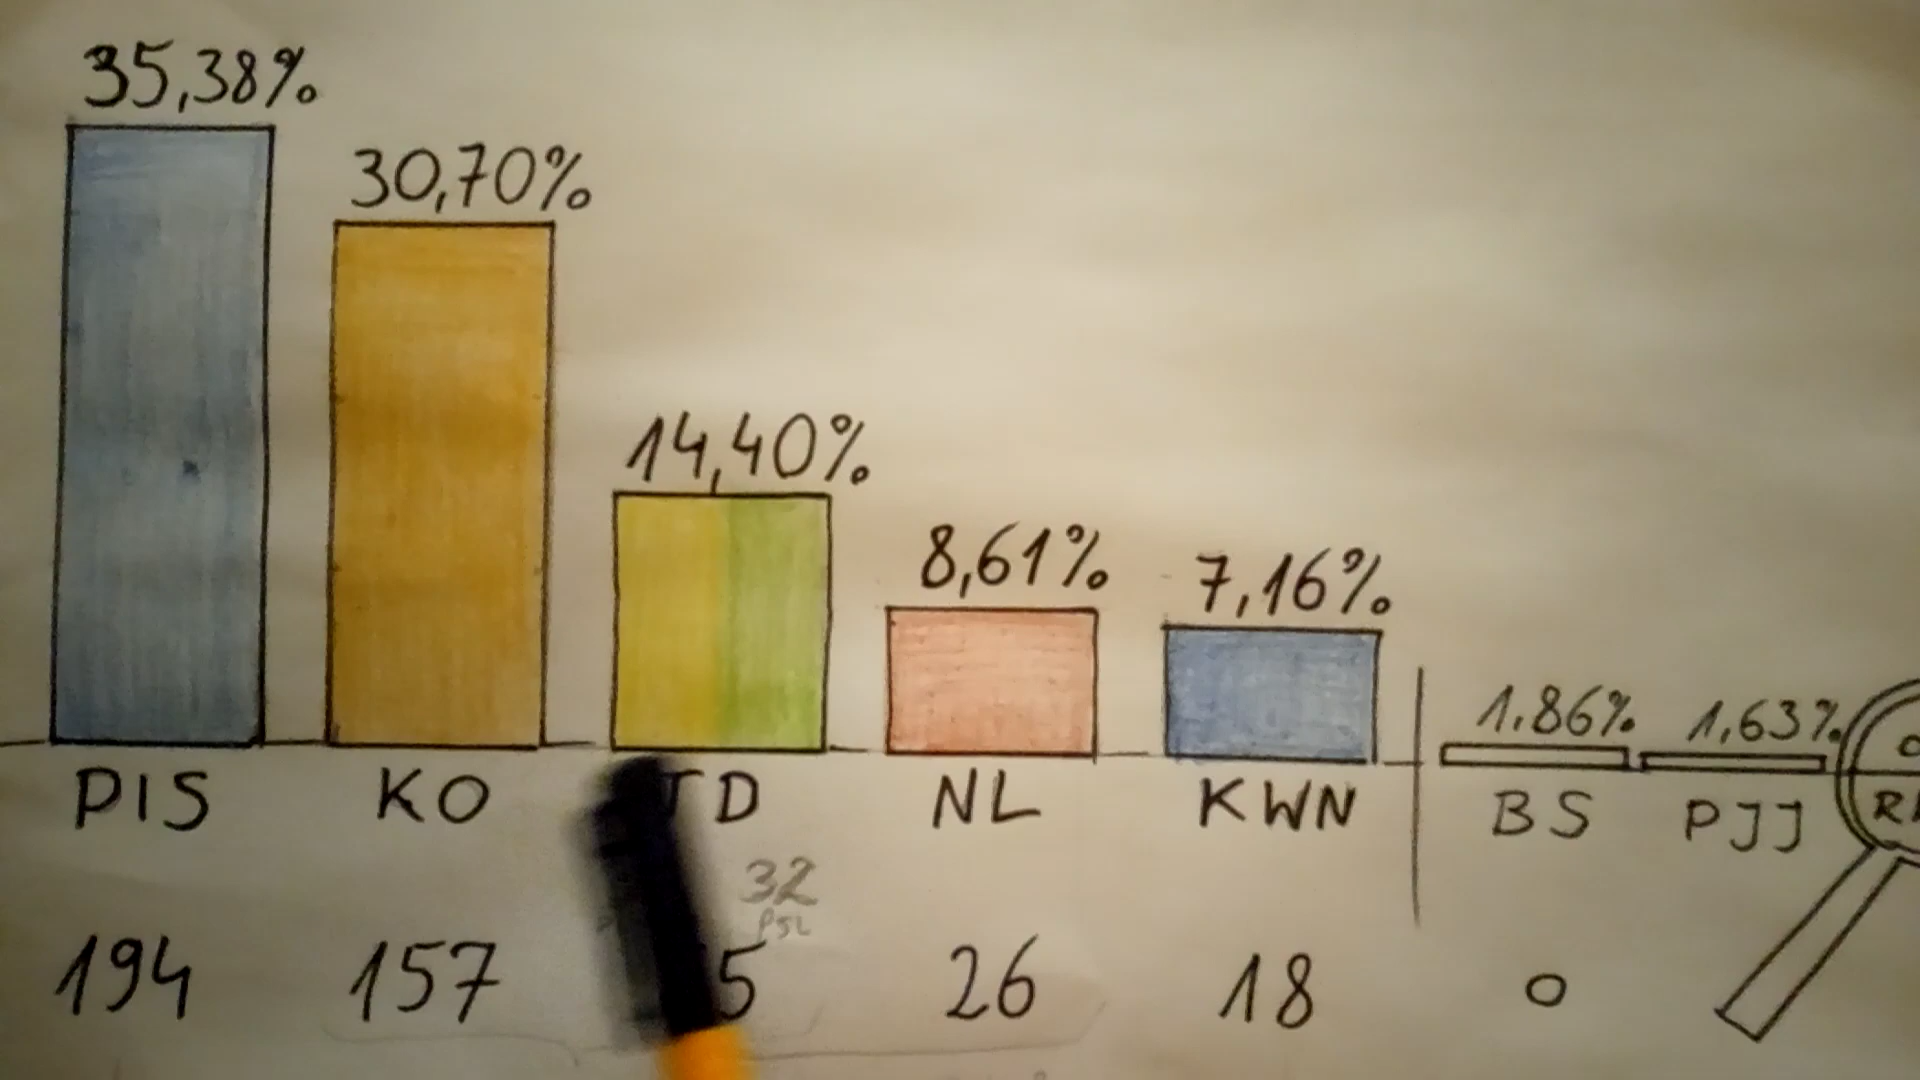 35,38%
30,70%
14,40%
8,61%
7,16%
1.86%
1,63%
PIS KO TD NL KWN BS PJJ
32
PSL
194 157 5 26 18 0